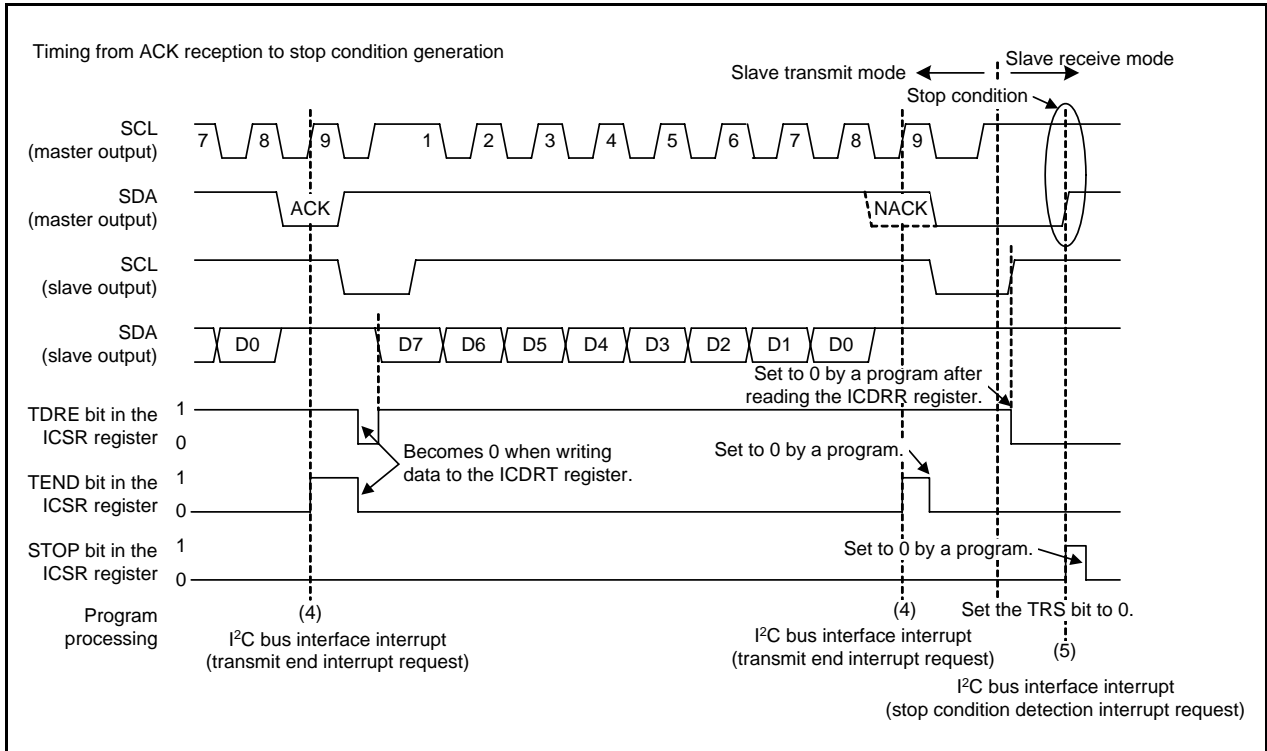 Timing from ACK reception to stop condition generation
Slave transmit mode
Slave receive mode
Stop condition
SCL
(master output)
7 8 9 1 2 3 4 5 6 7 8 9
SDA
(master output)
ACK
NACK
SCL
(slave output)
SDA
(slave output)
D0 D7 D6 D5 D4 D3 D2 D1 D0
Set to 0 by a program after
reading the ICDRR register.
TDRE bit in the
ICSR register
1
0
Becomes 0 when writing
data to the ICDRT register.
Set to 0 by a program.
TEND bit in the
ICSR register
1
0
STOP bit in the
ICSR register
1
0
Set to 0 by a program.
Program
processing
(4)
I²C bus interface interrupt
(transmit end interrupt request)
(4)
I²C bus interface interrupt
(transmit end interrupt request)
Set the TRS bit to 0.
(5)
I²C bus interface interrupt
(stop condition detection interrupt request)